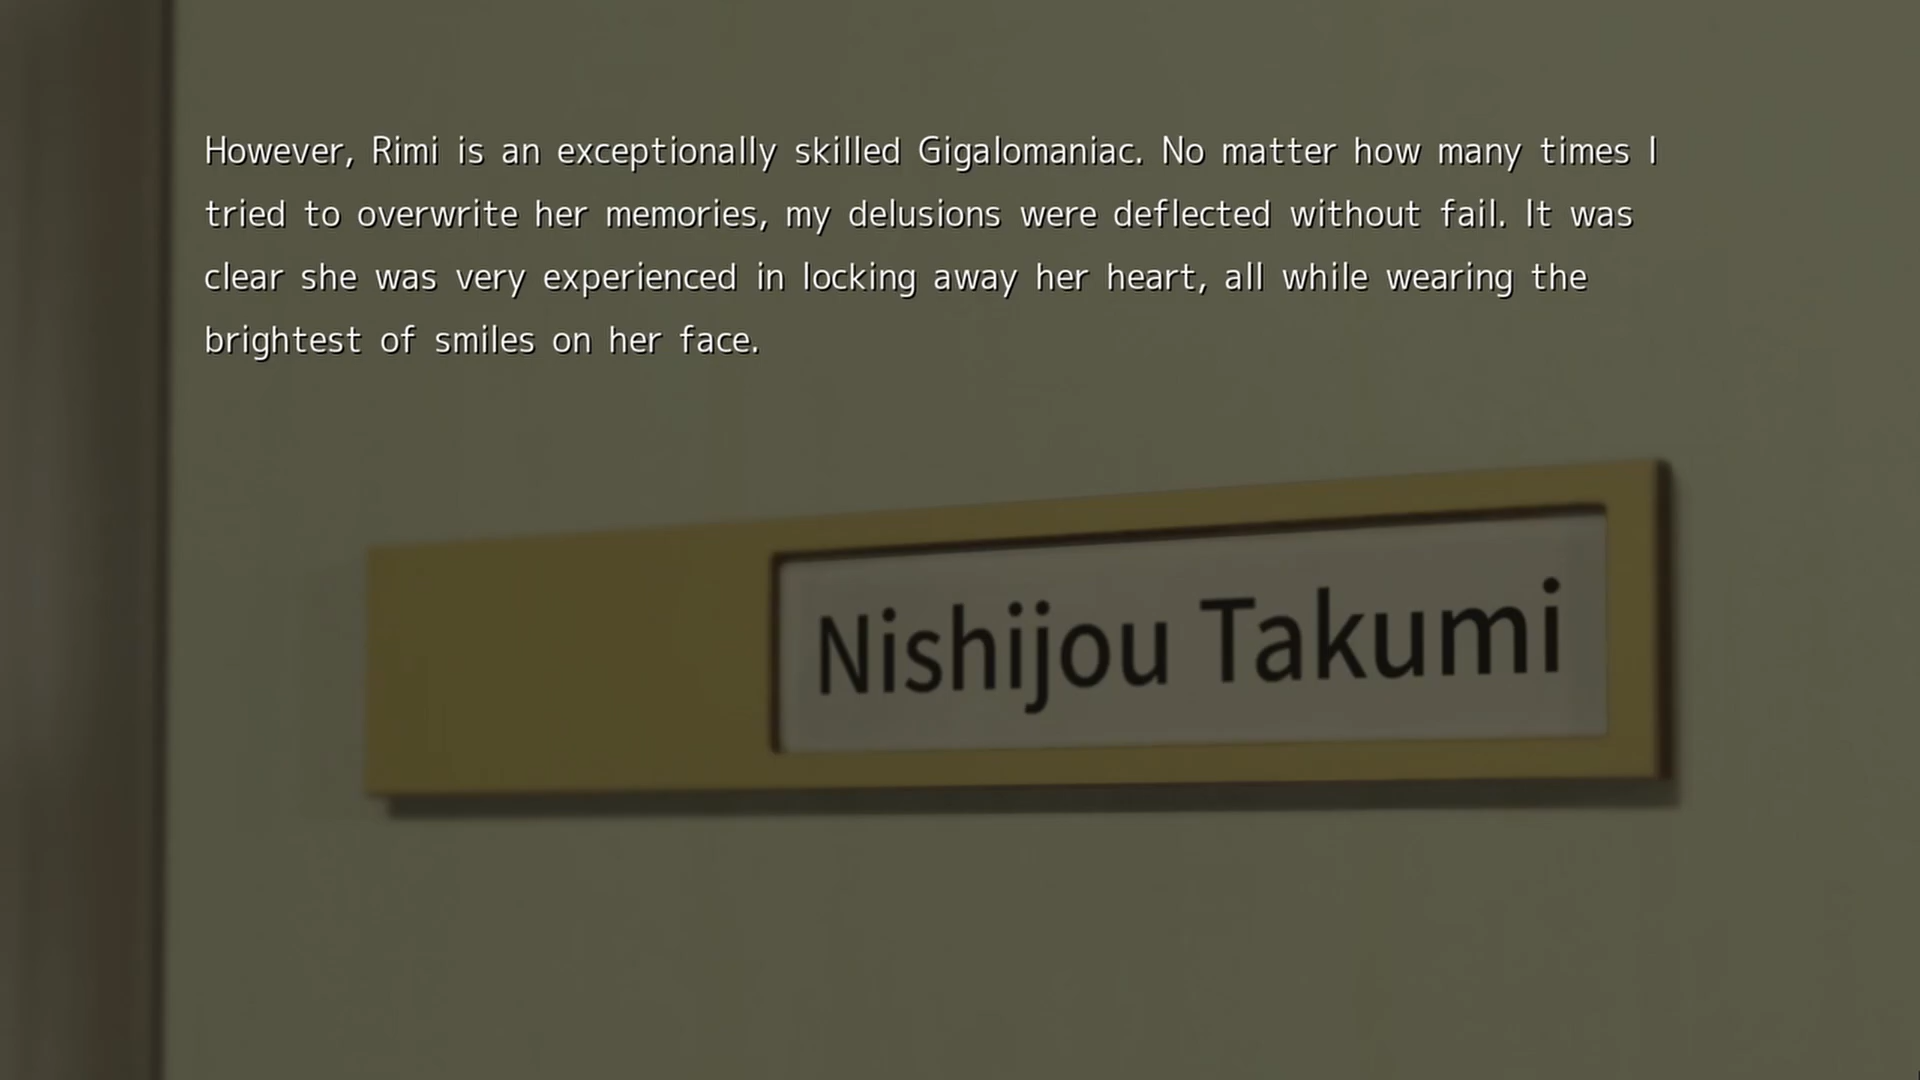 However, Rimi is an exceptionally skilled Gigalomaniac. No matter how many times I
tried to overwrite her memories, my delusions were deflected without fail. It was
clear she was very experienced in locking away her heart, all while wearing the
brightest of smiles on her face.
Nishijou Takumi